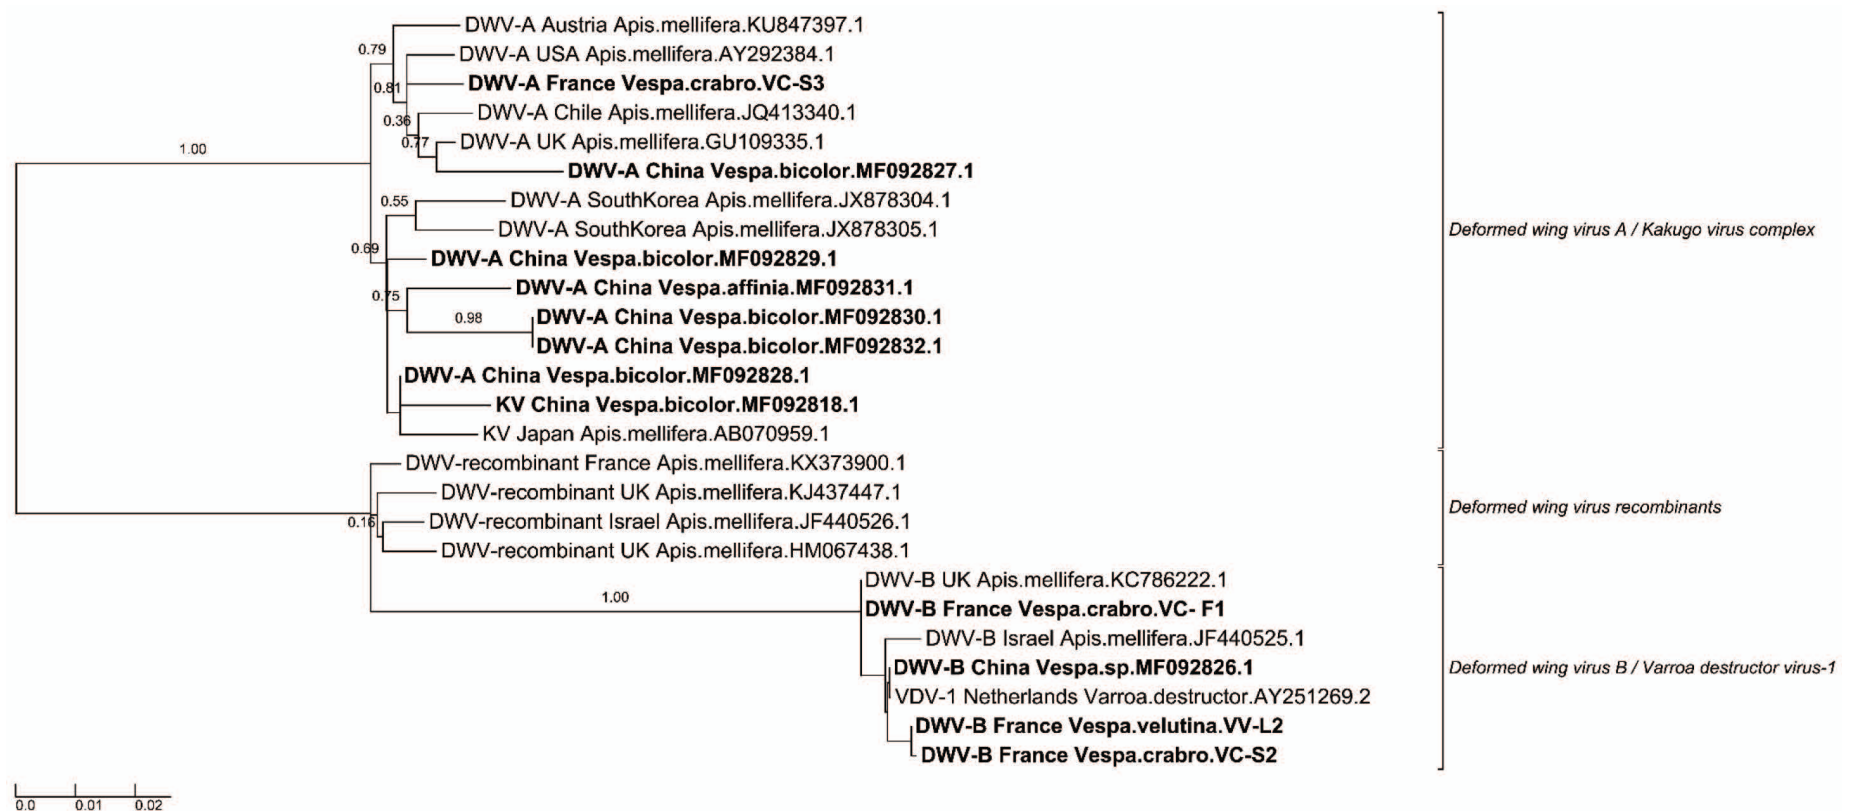 DWV-A Austria Apis.mellifera.KU847397.1
0.79
DWV-A USA Apis.mellifera.AY292384.1
0.81
DWV-A France Vespa.crabro.VC-S3
DWV-A Chile Apis.mellifera.JQ413340.1
0.36
DWV-A UK Apis.mellifera.GU109335.1
0.77
1.00
DWV-A China Vespa.bicolor.MF092827.1
0.55
DWV-A SouthKorea Apis.mellifera.JX878304.1
DWV-A SouthKorea Apis.mellifera.JX878305.1
Deformed wing virus A / Kakugo virus complex
0.69
DWV-A China Vespa.bicolor.MF092829.1
DWV-A China Vespa.affinia.MF092831.1
0.75
0.98
DWV-A China Vespa.bicolor.MF092830.1
DWV-A China Vespa.bicolor.MF092832.1
DWV-A China Vespa.bicolor.MF092828.1
KV China Vespa.bicolor.MF092818.1
KV Japan Apis.mellifera.AB070959.1
DWV-recombinant France Apis.mellifera.KX373900.1
DWV-recombinant UK Apis.mellifera.KJ437447.1
Deformed wing virus recombinants
0.16
DWV-recombinant Israel Apis.mellifera.JF440526.1
DWV-recombinant UK Apis.mellifera.HM067438.1
DWV-B UK Apis.mellifera.KC786222.1
1.00
DWV-B France Vespa.crabro.VC- F1
DWV-B Israel Apis.mellifera.JF440525.1
DWV-B China Vespa.sp.MF092826.1
Deformed wing virus B / Varroa destructor virus-1
VDV-1 Netherlands Varroa.destructor.AY251269.2
DWV-B France Vespa.velutina.VV-L2
DWV-B France Vespa.crabro.VC-S2
0.0 0.01 0.02